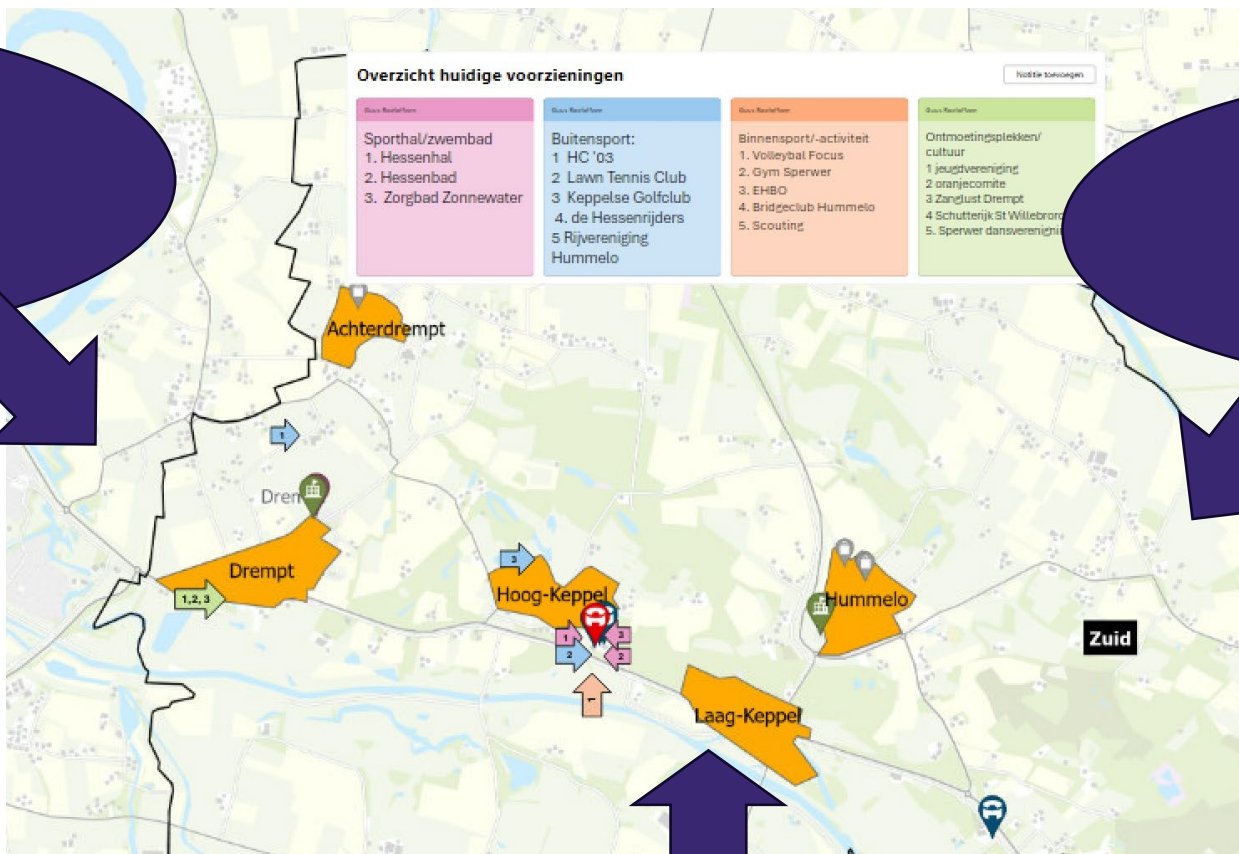 Overzicht huidige voorzieningen
Notitie toevoegen
Sporthal/zwembad
1. Hessenhal
2. Hessenbad
3. Zorgbad Zonnewater
Buitensport:
1 HC '03
2 Lawn Tennis Club
3 Keppelse Golfclub
4. de Hessenrijders
5 Rijvereniging
Hummelo
Binnensport/-activiteit
1. Volleybal Focus
2. Gym Sperwer
3. EHBO
4. Bridgeclub Hummelo
5. Scouting
Ontmoetingsplekken/
cultuur
1 jeugdvereniging
2 oranjecomite
3 Zanglust Drempt
4 Schutterijk St Willebrord
5. Sperwer dansverenigning
Achterdrempt
1
Drem
Drempt
1,2, 3
3
Hoog-Keppel
1
3
2
2
1
Hummelo
Zuid
Laag-Keppel